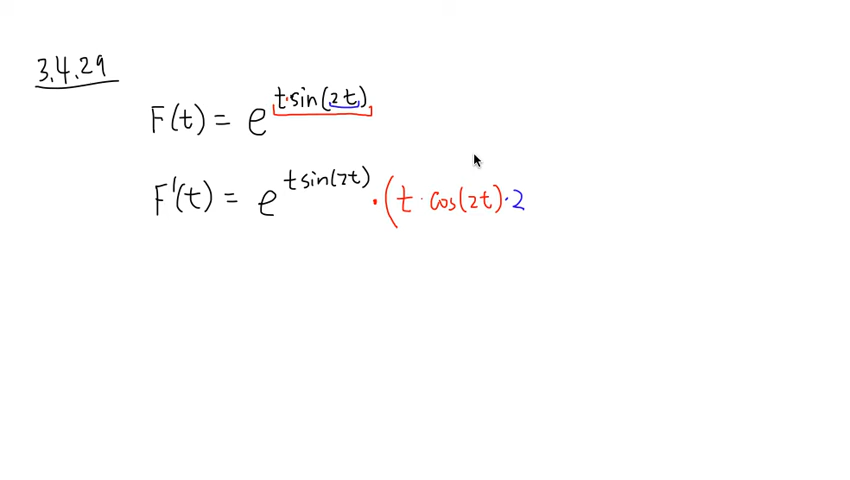 3.4.29
F(t) = e^{t·sin(2t)}
F'(t) = e^{t sin(2t)} · (t · cos(2t) · 2